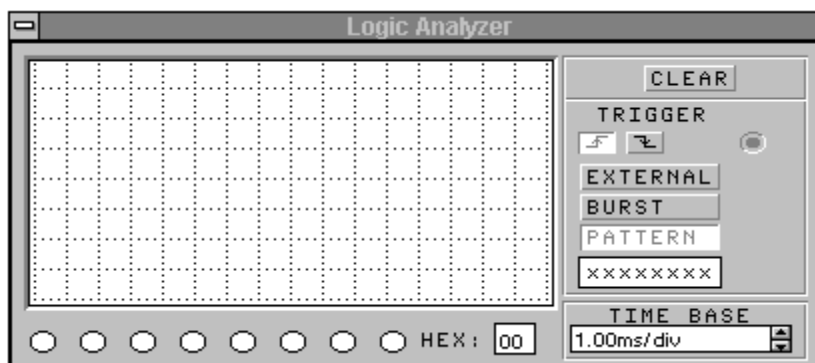 Logic Analyzer
CLEAR
TRIGGER
EXTERNAL
BURST
PATTERN
xxxxxxxx
HEX: 00
TIME BASE
1.00ms/div